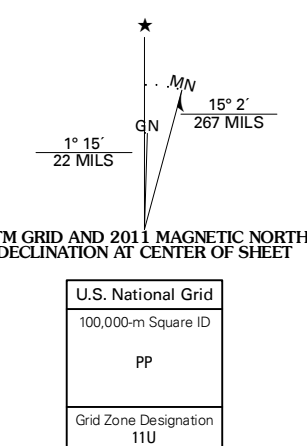 ★
MN
15° 2´
267 MILS
GN
1° 15´
22 MILS
TM GRID AND 2011 MAGNETIC NORTH
DECLINATION AT CENTER OF SHEET
U.S. National Grid
100,000-m Square ID
PP
Grid Zone Designation
11U